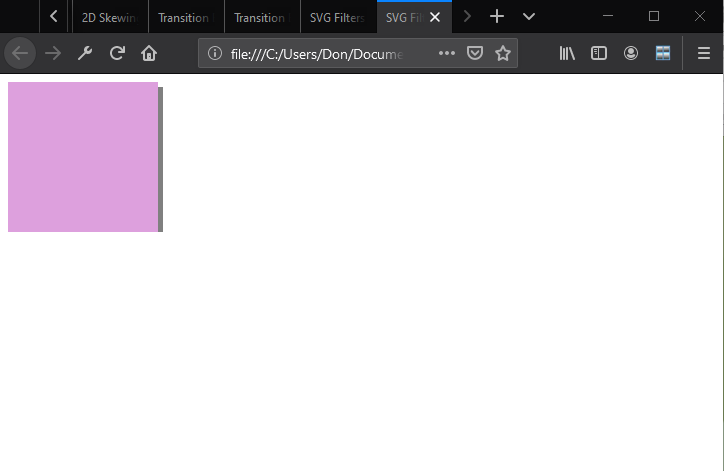 2D Skewin
Transition
Transition
SVG Filters
SVG Fil
file:///C:/Users/Don/Docume